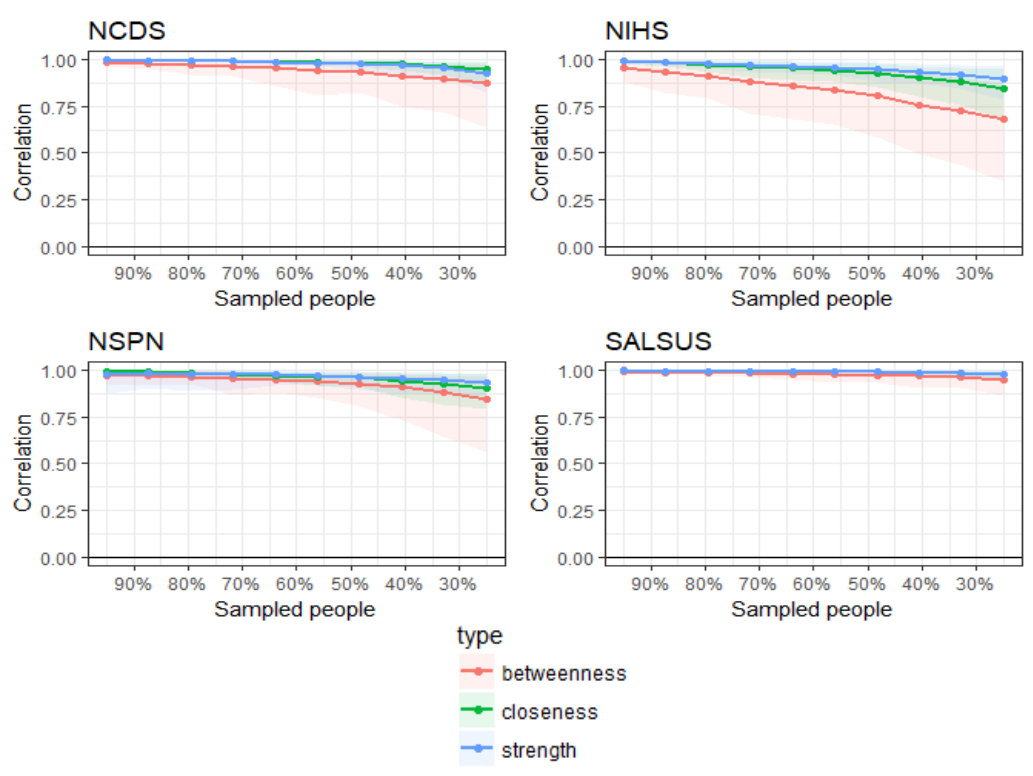 NCDS
1.00
0.75
0.50
0.25
0.00
Correlation
90% 80% 70% 60% 50% 40% 30%
Sampled people
NIHS
1.00
0.75
0.50
0.25
0.00
Correlation
90% 80% 70% 60% 50% 40% 30%
Sampled people
NSPN
1.00
0.75
0.50
0.25
0.00
Correlation
90% 80% 70% 60% 50% 40% 30%
Sampled people
SALSUS
1.00
0.75
0.50
0.25
0.00
Correlation
90% 80% 70% 60% 50% 40% 30%
Sampled people
type
betweenness
closeness
strength